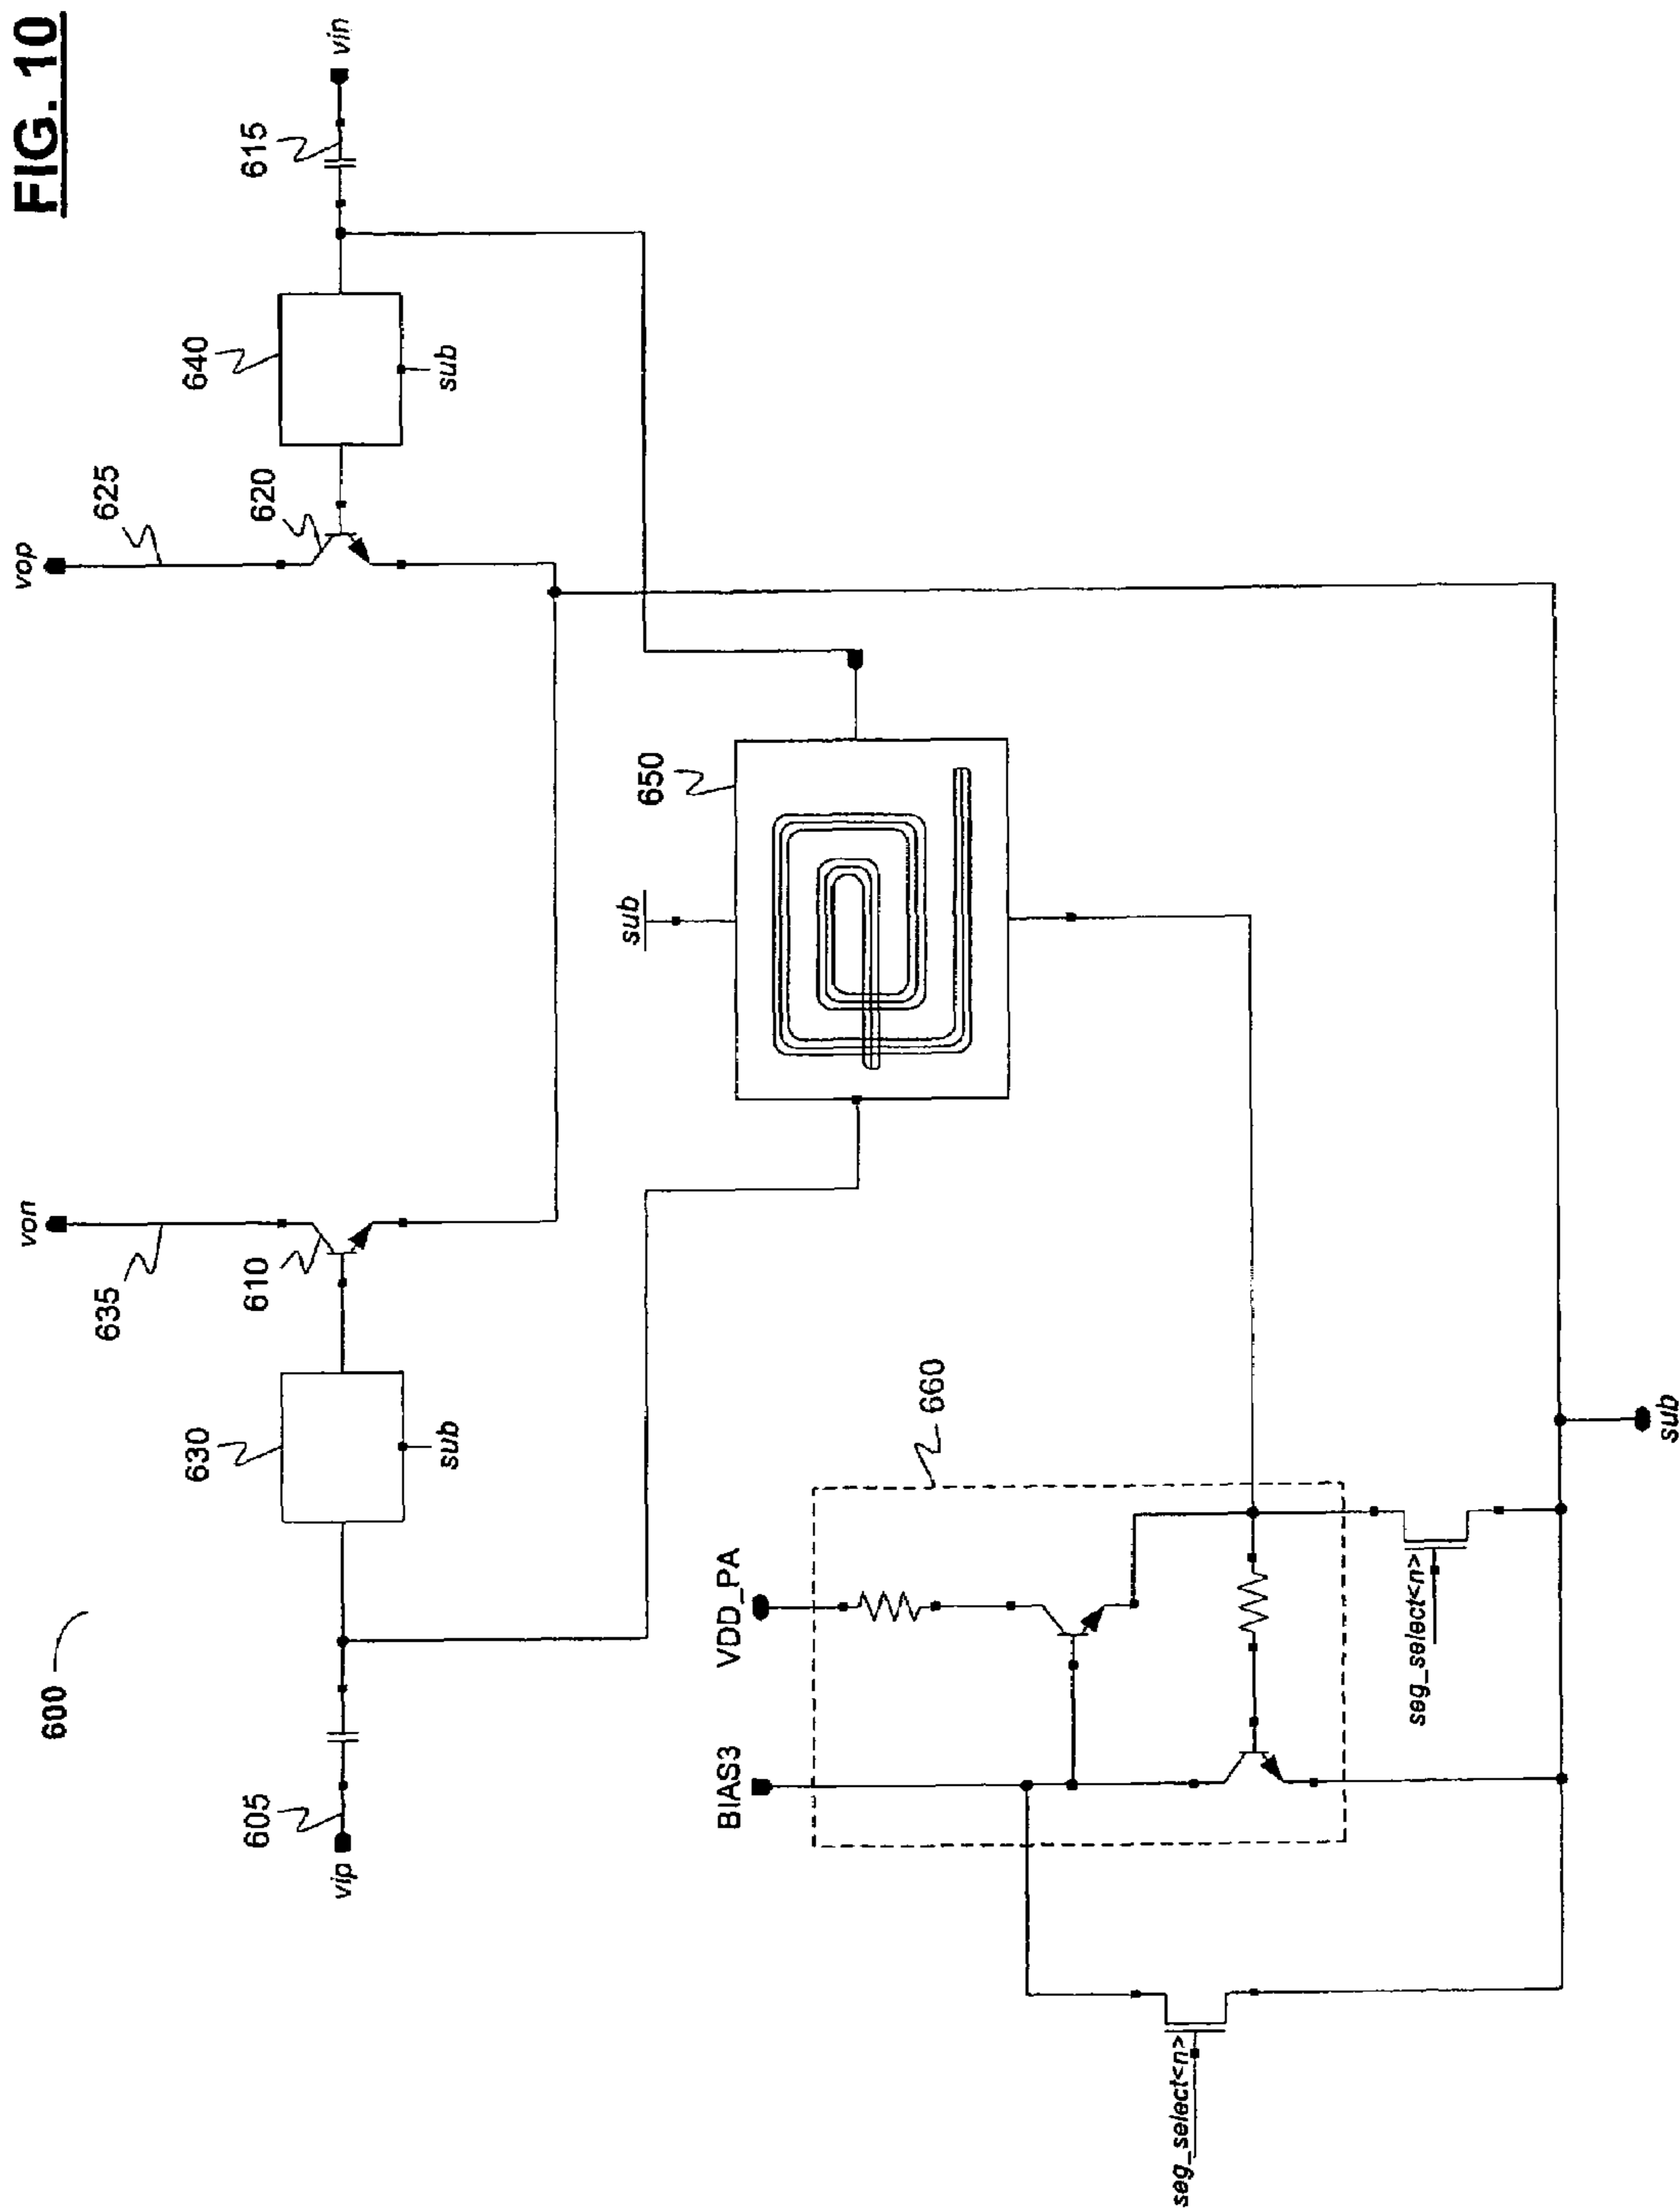 FIG. 10
600
von
vop
635
625
605
630
610
620
640
615
vip
sub
sub
vin
sub
650
BIAS3
VDD_PA
660
seg_select<n>
seg_select<n>
sub